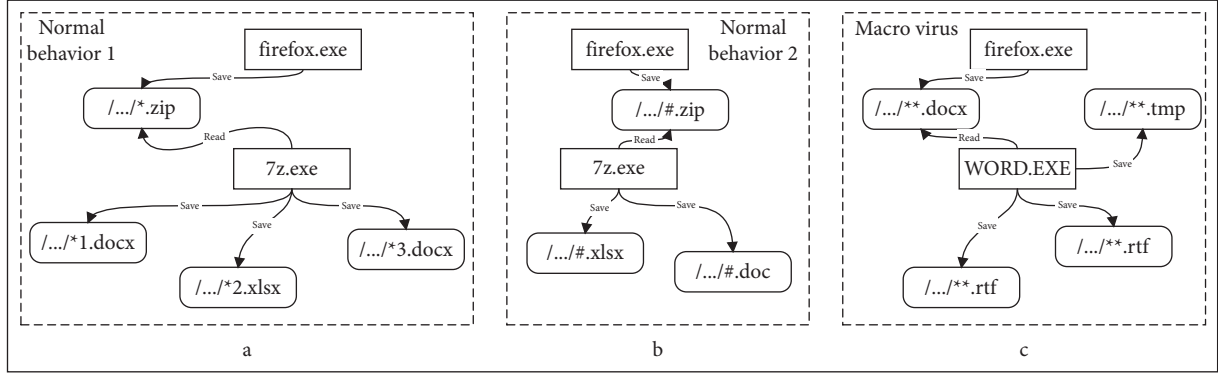 Normal
behavior 1
firefox.exe
Save
/.../*.zip
Read
7z.exe
Save
Save
Save
/.../*1.docx
/.../*2.xlsx
/.../*3.docx
a
Normal
behavior 2
firefox.exe
Save
/.../#.zip
Read
7z.exe
Save
Save
/.../#.xlsx
/.../#.doc
b
Macro virus
firefox.exe
Save
/.../**.docx
/.../**.tmp
Read
WORD.EXE
Save
Save
Save
/.../**.rtf
/.../**.rtf
c